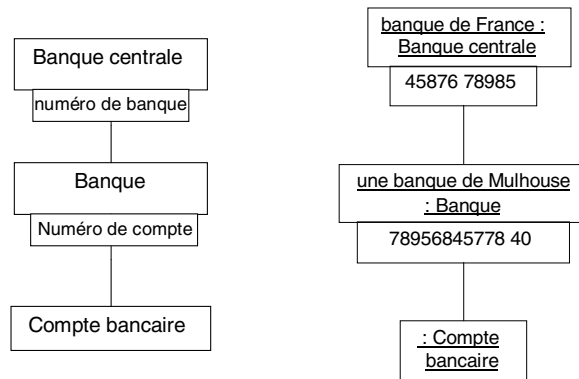 Banque centrale
numéro de banque
Banque
Numéro de compte
Compte bancaire
banque de France :
Banque centrale
45876 78985
une banque de Mulhouse
: Banque
78956845778 40
: Compte
bancaire